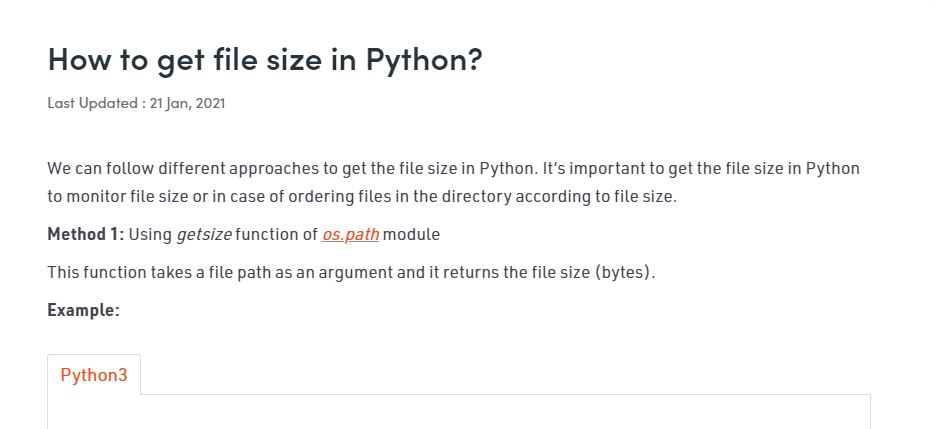 How to get file size in Python?
Last Updated : 21 Jan, 2021
We can follow different approaches to get the file size in Python. It’s important to get the file size in Python
to monitor file size or in case of ordering files in the directory according to file size.
Method 1: Using getsize function of os.path module
This function takes a file path as an argument and it returns the file size (bytes).
Example:
Python3